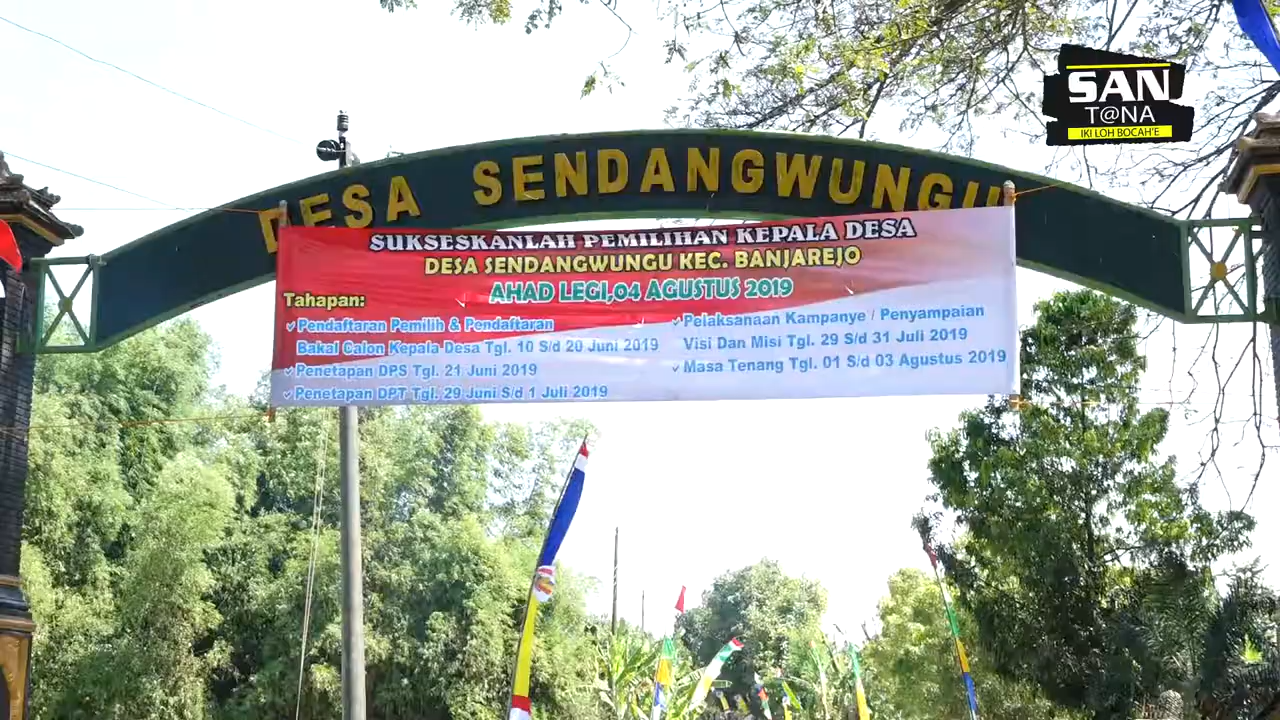 SAN
T@NA
IKI LOH BOCAH'E
DESA SENDANGWUNGU
SUKSESKANLAH PEMILIHAN KEPALA DESA
DESA SENDANGWUNGU KEC. BANJAREJO
AHAD LEGI,04 AGUSTUS 2019
Tahapan:
✓Pendaftaran Pemilih & Pendaftaran
Bakal Calon Kepala Desa Tgl. 10 S/d 20 Juni 2019
✓Penetapan DPS Tgl. 21 Juni 2019
✓Penetapan DPT Tgl. 29 Juni S/d 1 Juli 2019
✓Pelaksanaan Kampanye / Penyampaian
Visi Dan Misi Tgl. 29 S/d 31 Juli 2019
✓Masa Tenang Tgl. 01 S/d 03 Agustus 2019